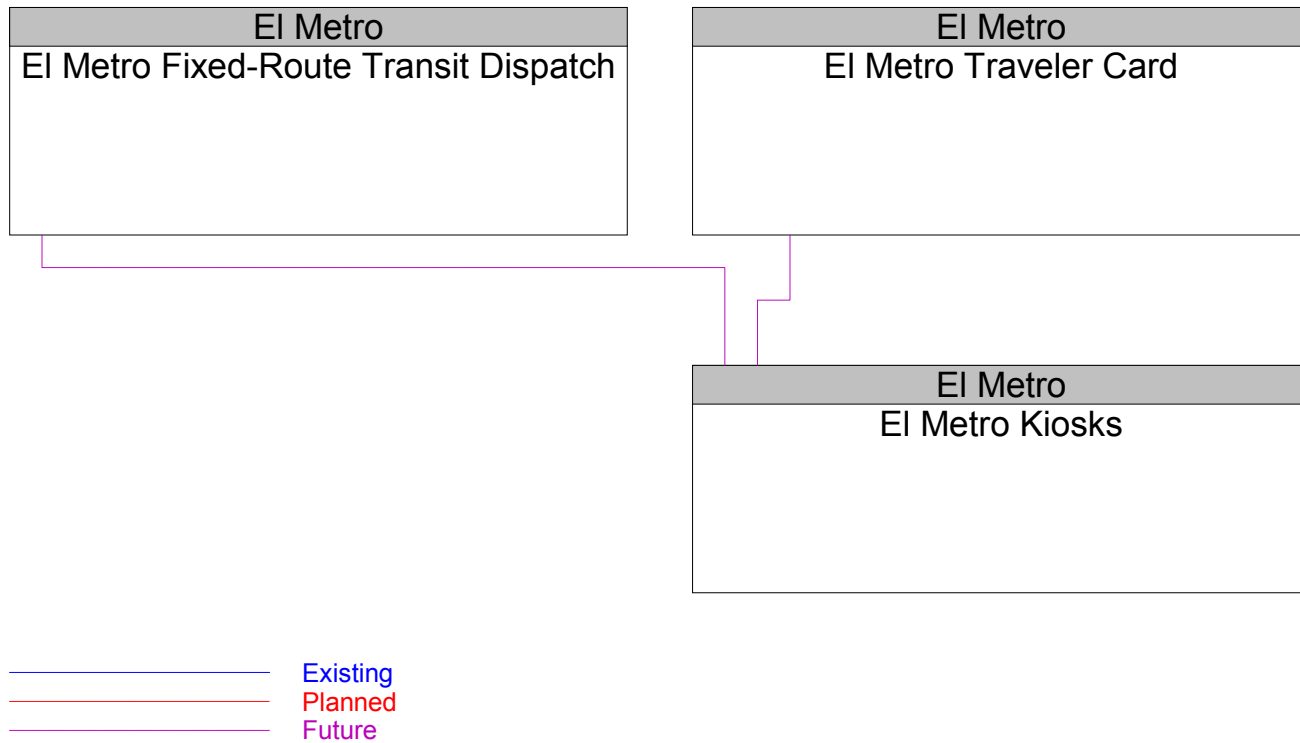 El Metro
El Metro Fixed-Route Transit Dispatch
El Metro
El Metro Traveler Card
El Metro
El Metro Kiosks
Existing
Planned
Future